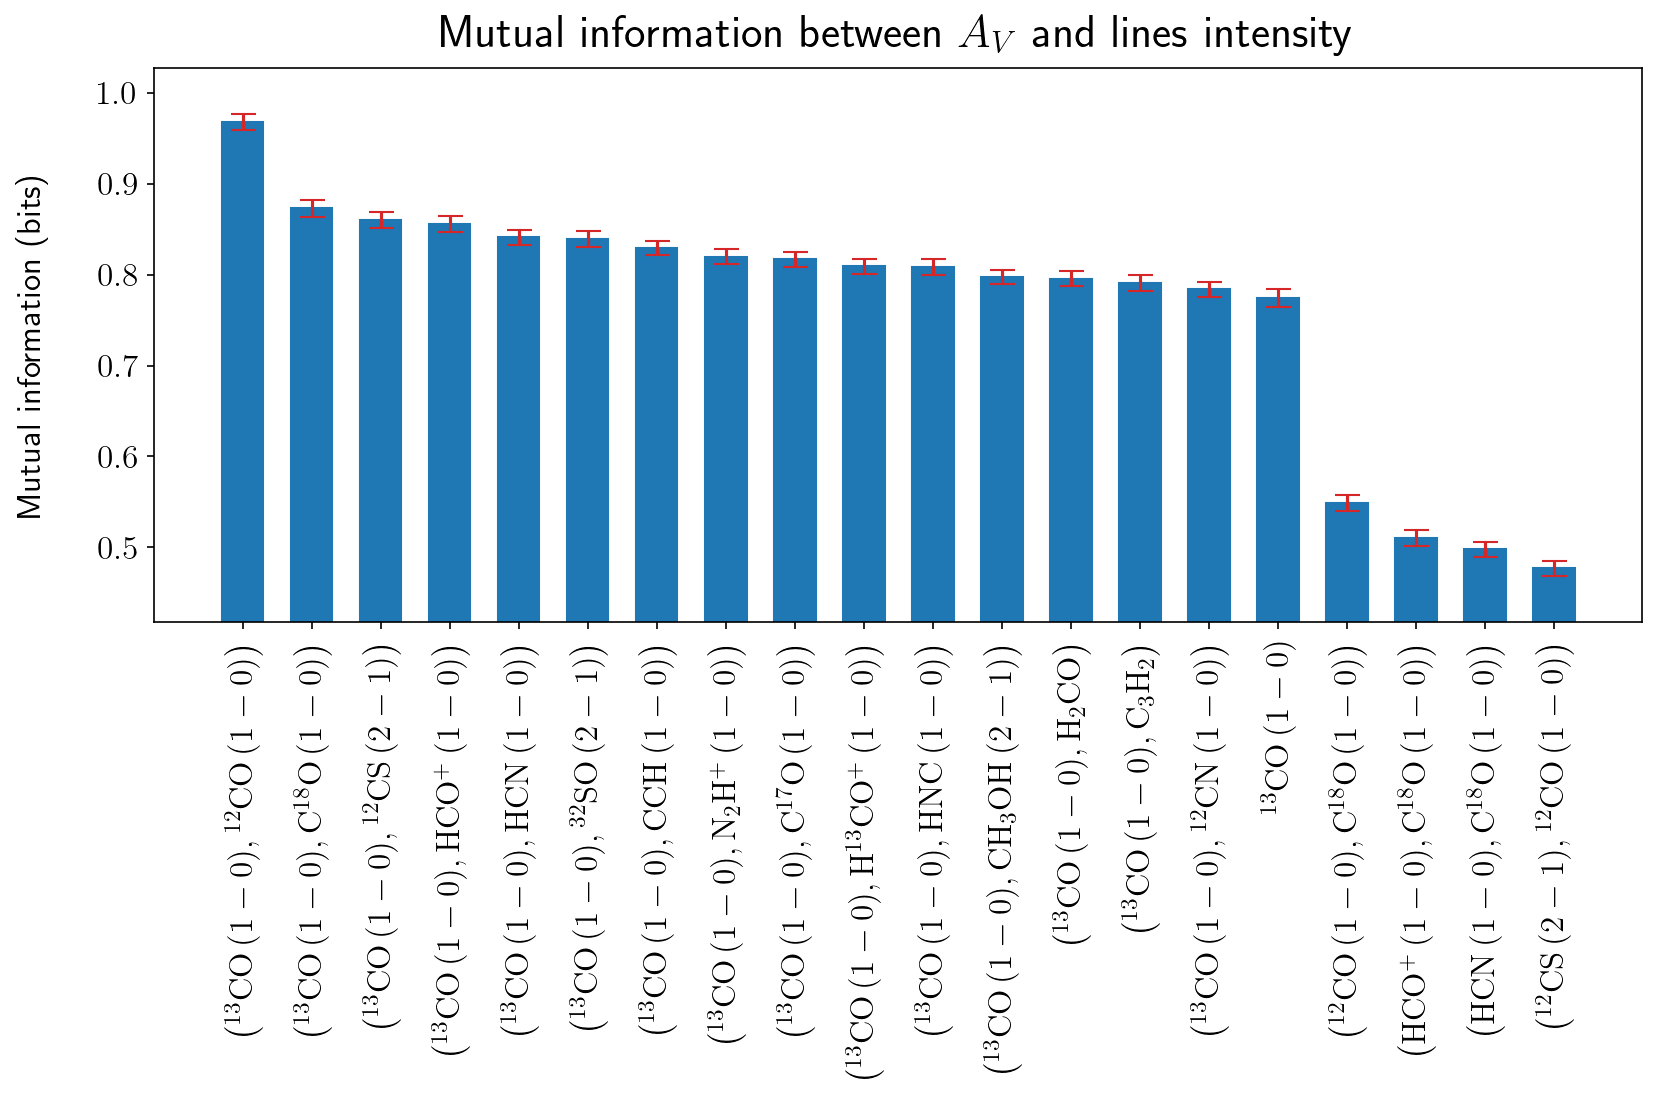 Mutual information between A_V and lines intensity
Mutual information (bits)
1.0
0.9
0.8
0.7
0.6
0.5
(¹³CO (1 − 0), ¹²CO (1 − 0))
(¹³CO (1 − 0), C¹⁸O (1 − 0))
(¹³CO (1 − 0), ¹²CS (2 − 1))
(¹³CO (1 − 0), HCO⁺ (1 − 0))
(¹³CO (1 − 0), HCN (1 − 0))
(¹³CO (1 − 0), ³²SO (2 − 1))
(¹³CO (1 − 0), CCH (1 − 0))
(¹³CO (1 − 0), N₂H⁺ (1 − 0))
(¹³CO (1 − 0), C¹⁷O (1 − 0))
(¹³CO (1 − 0), H¹³CO⁺ (1 − 0))
(¹³CO (1 − 0), HNC (1 − 0))
(¹³CO (1 − 0), CH₃OH (2 − 1))
(¹³CO (1 − 0), H₂CO)
(¹³CO (1 − 0), C₃H₂)
(¹³CO (1 − 0), ¹²CN (1 − 0))
¹³CO (1 − 0)
(¹²CO (1 − 0), C¹⁸O (1 − 0))
(HCO⁺ (1 − 0), C¹⁸O (1 − 0))
(HCN (1 − 0), C¹⁸O (1 − 0))
(¹²CS (2 − 1), ¹²CO (1 − 0))